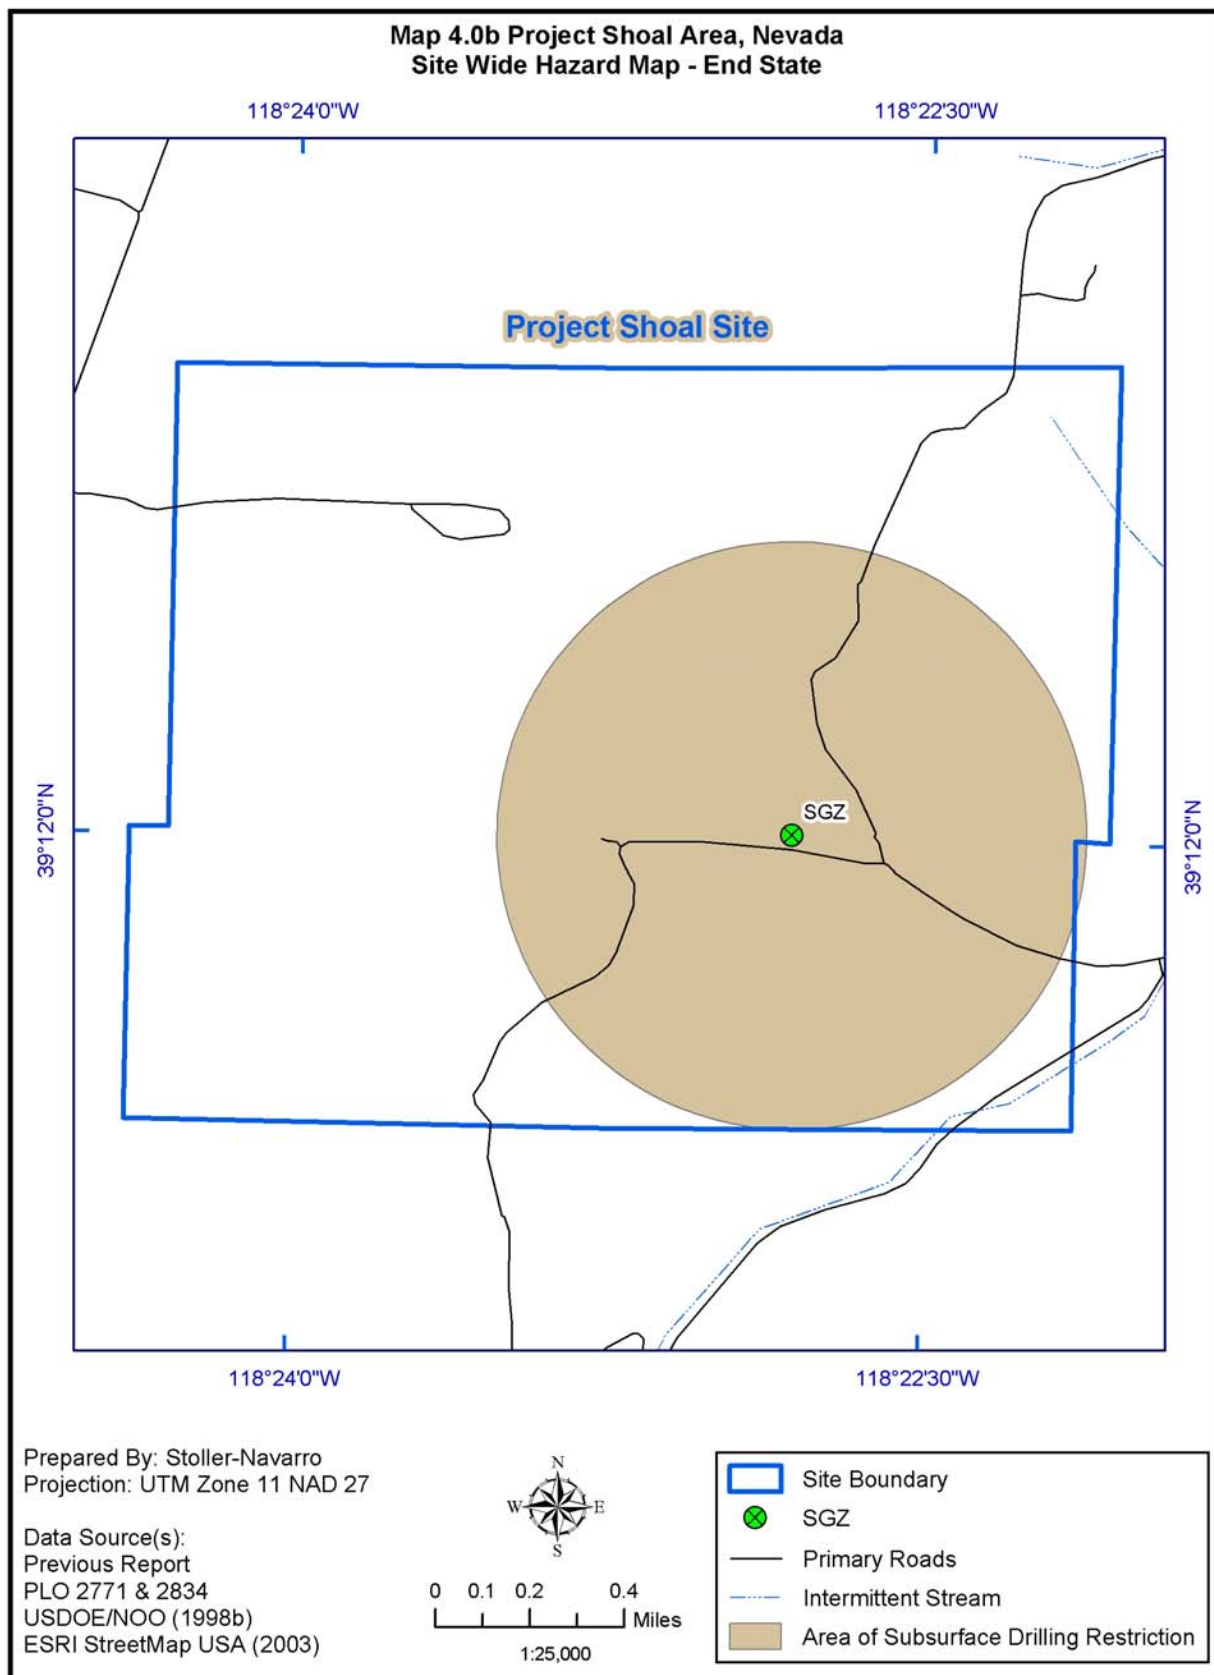 Map 4.0b Project Shoal Area, Nevada
Site Wide Hazard Map - End State
118°24'0"W 118°22'30"W
Project Shoal Site
SGZ
39°12'0"N
39°12'0"N
118°24'0"W 118°22'30"W
Prepared By: Stoller-Navarro
Projection: UTM Zone 11 NAD 27
Data Source(s):
Previous Report
PLO 2771 & 2834
USDOE/NOO (1998b)
ESRI StreetMap USA (2003)
N
W E
S
0 0.1 0.2 0.4
Miles
1:25,000
Site Boundary
SGZ
Primary Roads
Intermittent Stream
Area of Subsurface Drilling Restriction